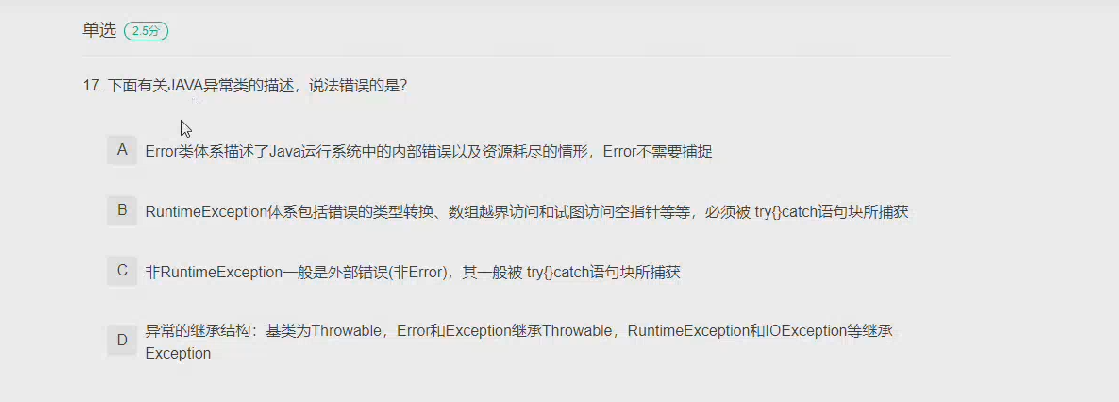 单选 2.5分
17 下面有关JAVA异常类的描述，说法错误的是?
A Error类体系描述了Java运行系统中的内部错误以及资源耗尽的情形，Error不需要捕捉
B RuntimeException体系包括错误的类型转换、数组越界访问和试图访问空指针等等，必须被 try{}catch语句块所捕获
C 非RuntimeException一般是外部错误(非Error)，其一般被 try{}catch语句块所捕获
D 异常的继承结构：基类为Throwable，Error和Exception继承Throwable，RuntimeException和IOException等继承
Exception